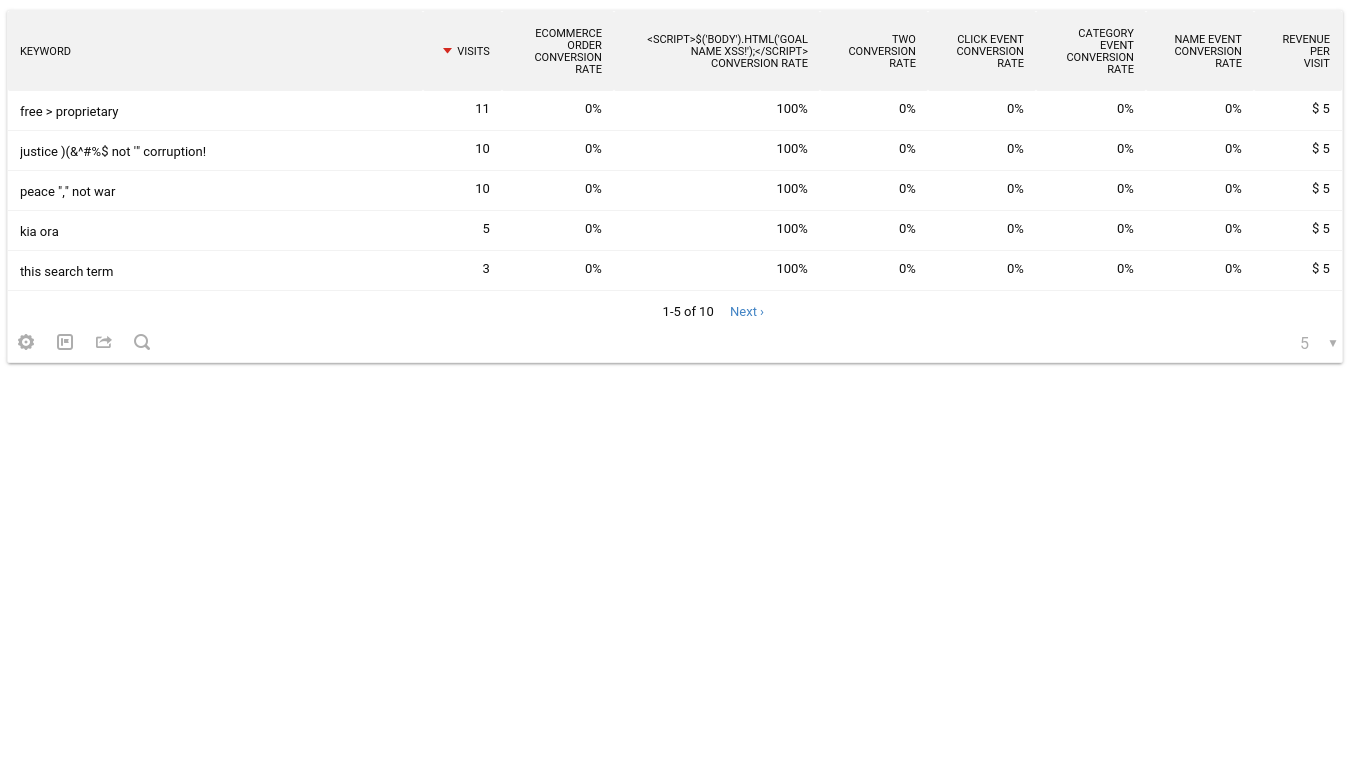 KEYWORD
VISITS
ECOMMERCE
ORDER
CONVERSION
RATE
<SCRIPT>$('BODY').HTML('GOAL
NAME XSS!');</SCRIPT>
CONVERSION RATE
TWO
CONVERSION
RATE
CLICK EVENT
CONVERSION
RATE
CATEGORY
EVENT
CONVERSION
RATE
NAME EVENT
CONVERSION
RATE
REVENUE
PER
VISIT
free > proprietary 11 0% 100% 0% 0% 0% 0% $ 5
justice )(&^#%$ not '" corruption! 10 0% 100% 0% 0% 0% 0% $ 5
peace "," not war 10 0% 100% 0% 0% 0% 0% $ 5
kia ora 5 0% 100% 0% 0% 0% 0% $ 5
this search term 3 0% 100% 0% 0% 0% 0% $ 5
1-5 of 10 Next ›
5